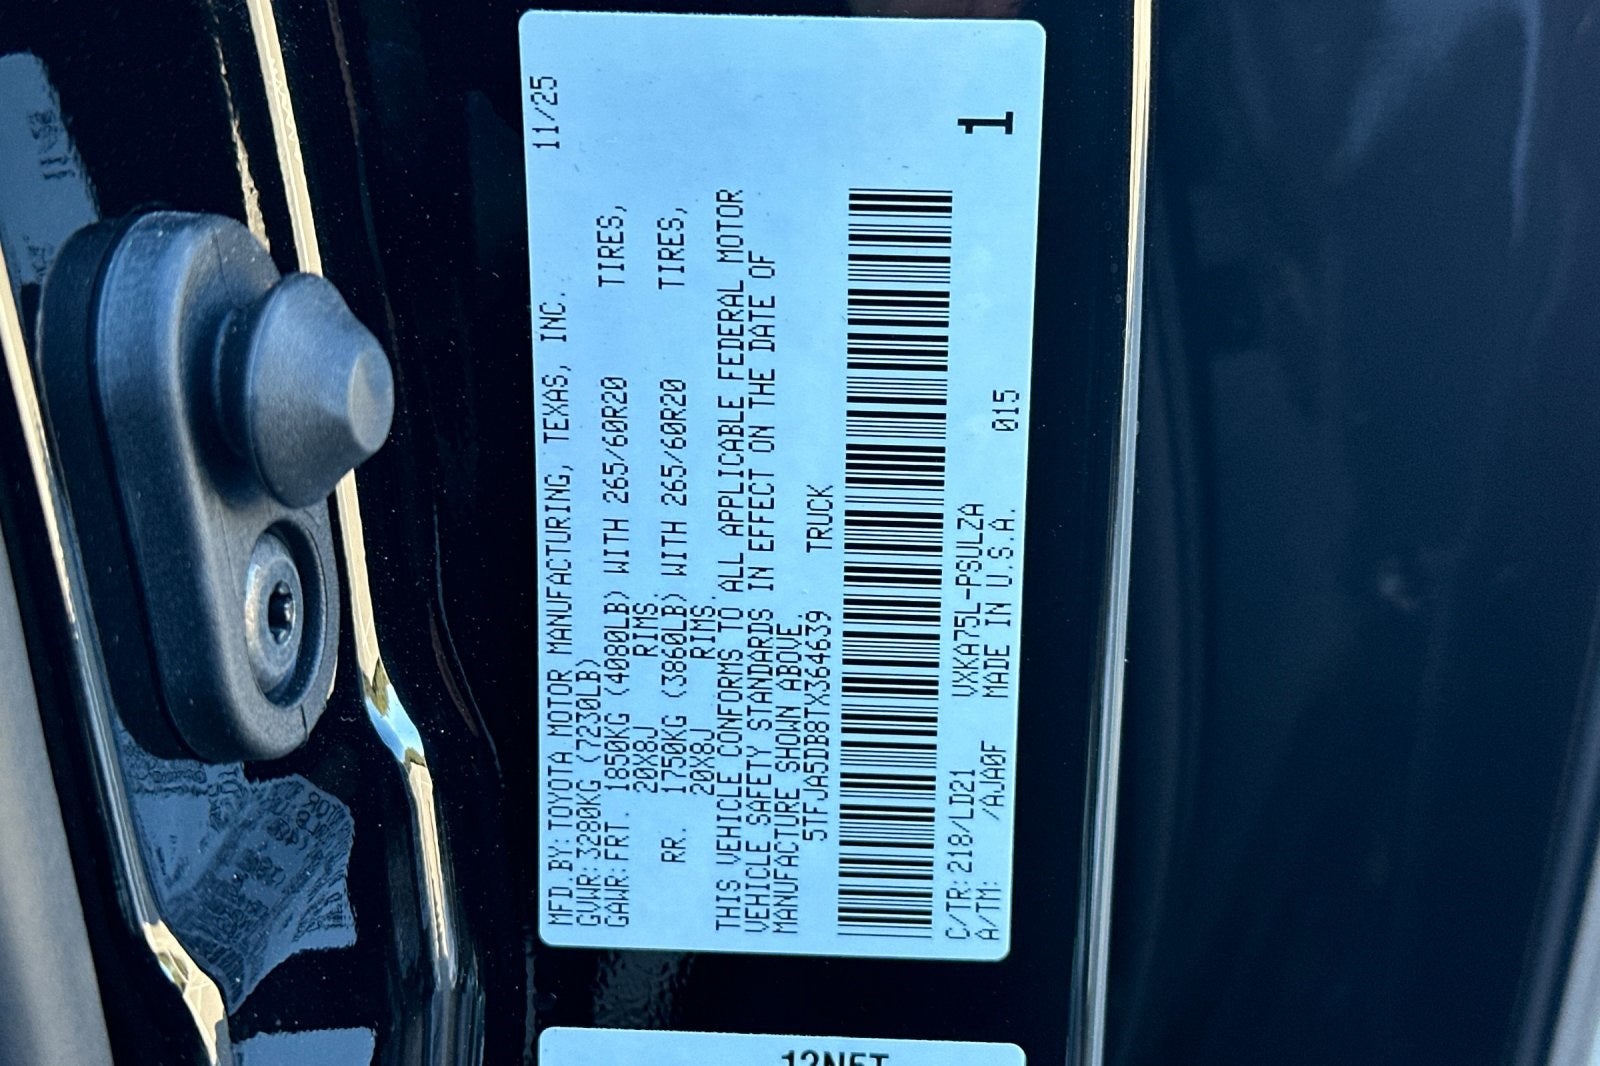 MFD.BY:TOYOTA MOTOR MANUFACTURING, TEXAS, INC. 11/25
GVWR:3280KG (7230LB)
GAWR:FRT. 1850KG (4080LB) WITH 265/60R20 TIRES,
20X8J RIMS,
RR. 1750KG (3860LB) WITH 265/60R20 TIRES,
20X8J RIMS.
THIS VEHICLE CONFORMS TO ALL APPLICABLE FEDERAL MOTOR
VEHICLE SAFETY STANDARDS IN EFFECT ON THE DATE OF
MANUFACTURE SHOWN ABOVE.
5TFJA5DB8TX364639 TRUCK
1
C/TR:218/LD21 VXKA75L-PSULZA
A/TM: /AJA0F MADE IN U.S.A. 015